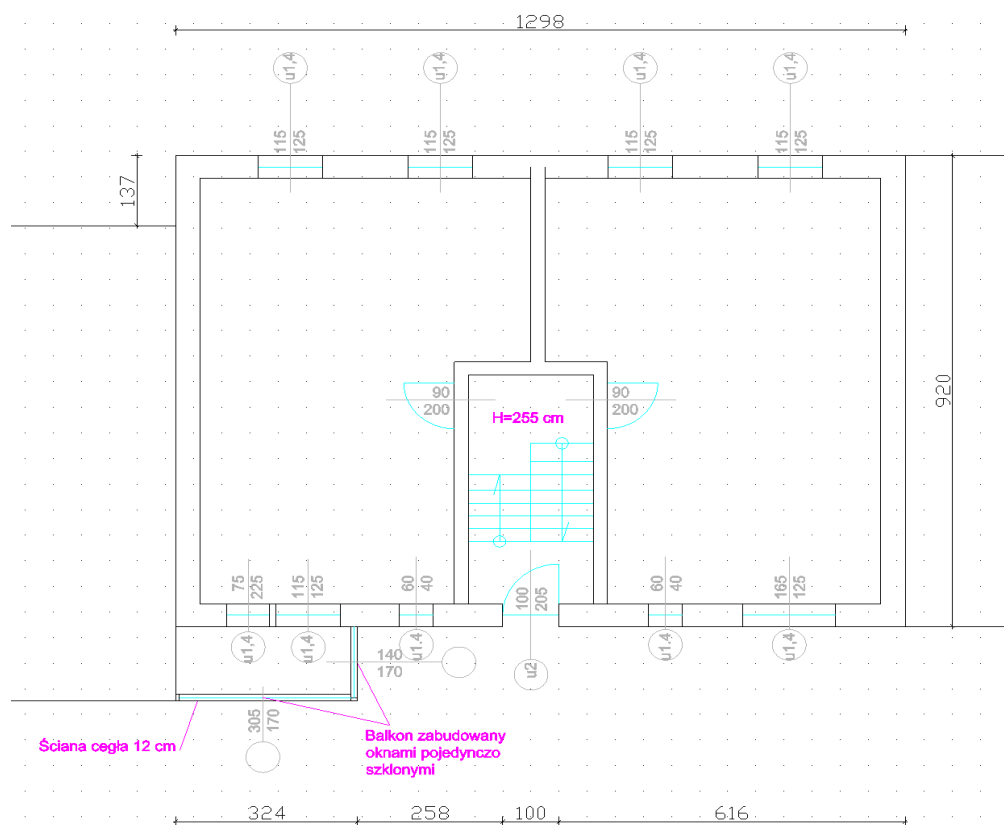 1298
u1,4
u1,4
u1,4
u1,4
115
125
115
125
115
125
115
125
137
920
90
200
90
200
H=255 cm
75
225
115
125
60
40
100
205
60
40
165
125
u1,4
u1,4
u1,4
u2
u1,4
u1,4
140
170
305
170
Ściana cegła 12 cm
Balkon zabudowany
oknami pojedynczo
szklonymi
324
258
100
616